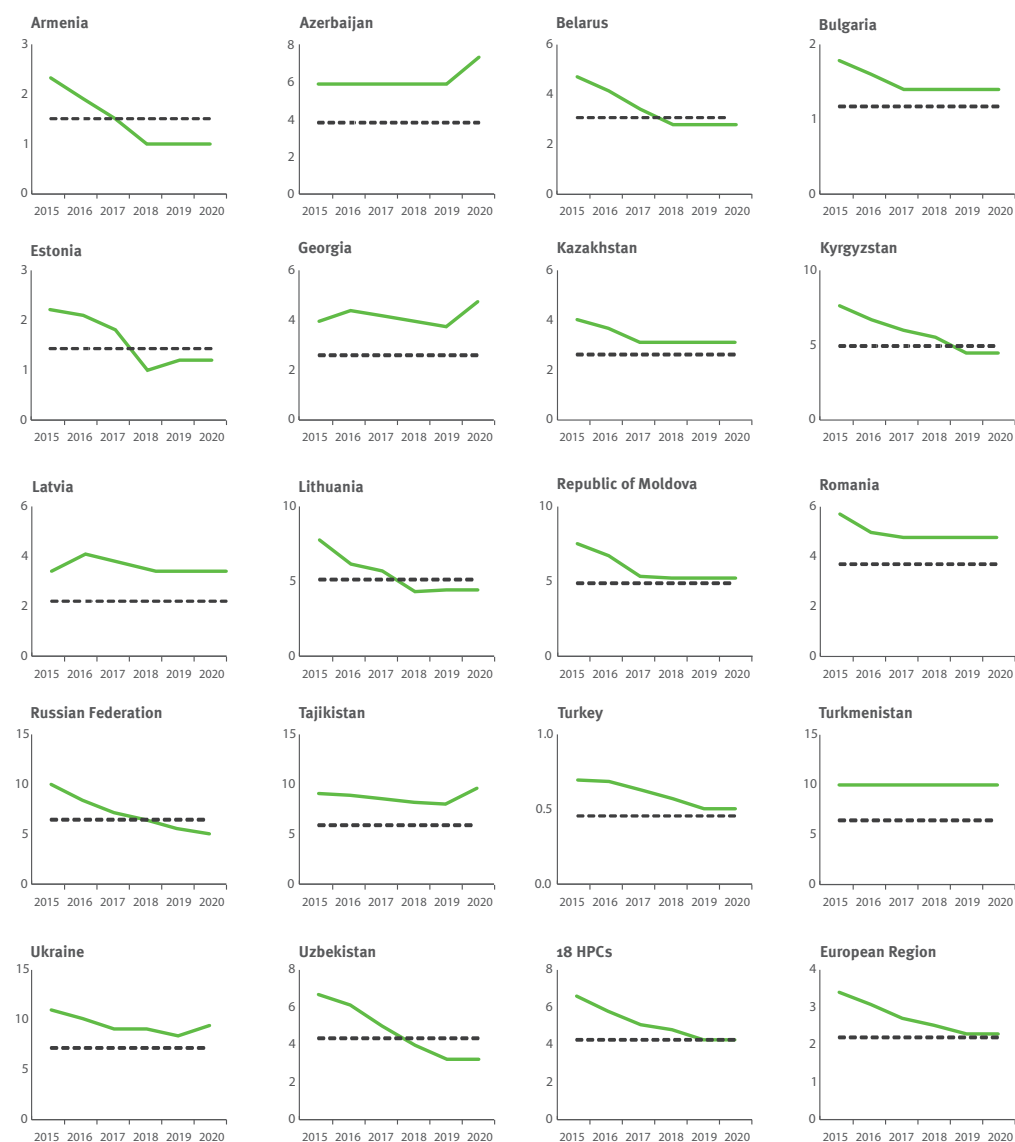 Armenia
3
2
1
0
2015 2016 2017 2018 2019 2020
Azerbaijan
8
6
4
2
0
2015 2016 2017 2018 2019 2020
Belarus
6
4
2
0
2015 2016 2017 2018 2019 2020
Bulgaria
2
1
0
2015 2016 2017 2018 2019 2020
Estonia
3
2
1
0
2015 2016 2017 2018 2019 2020
Georgia
6
4
2
0
2015 2016 2017 2018 2019 2020
Kazakhstan
6
4
2
0
2015 2016 2017 2018 2019 2020
Kyrgyzstan
10
5
0
2015 2016 2017 2018 2019 2020
Latvia
6
4
2
0
2015 2016 2017 2018 2019 2020
Lithuania
10
5
0
2015 2016 2017 2018 2019 2020
Republic of Moldova
10
5
0
2015 2016 2017 2018 2019 2020
Romania
6
4
2
0
2015 2016 2017 2018 2019 2020
Russian Federation
15
10
5
0
2015 2016 2017 2018 2019 2020
Tajikistan
15
10
5
0
2015 2016 2017 2018 2019 2020
Turkey
1.0
0.5
0.0
2015 2016 2017 2018 2019 2020
Turkmenistan
15
10
5
0
2015 2016 2017 2018 2019 2020
Ukraine
15
10
5
0
2015 2016 2017 2018 2019 2020
Uzbekistan
8
6
4
2
0
2015 2016 2017 2018 2019 2020
18 HPCs
8
6
4
2
0
2015 2016 2017 2018 2019 2020
European Region
4
3
2
1
0
2015 2016 2017 2018 2019 2020